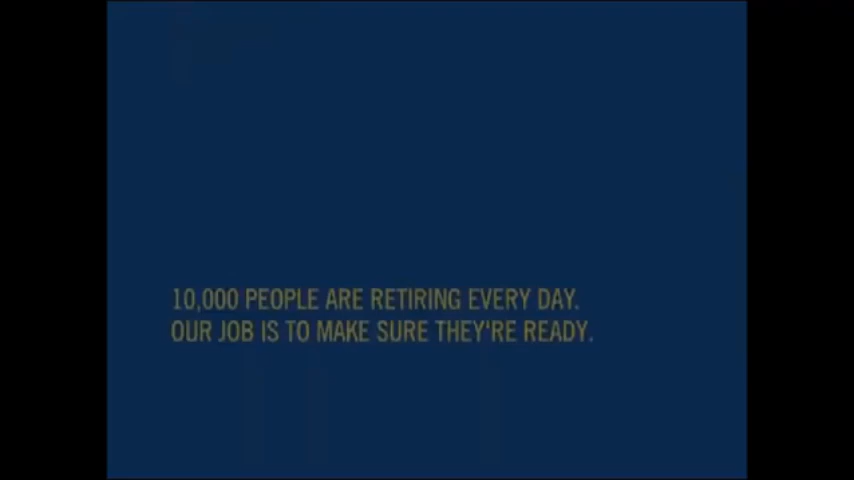 10,000 PEOPLE ARE RETIRING EVERY DAY.
OUR JOB IS TO MAKE SURE THEY'RE READY.